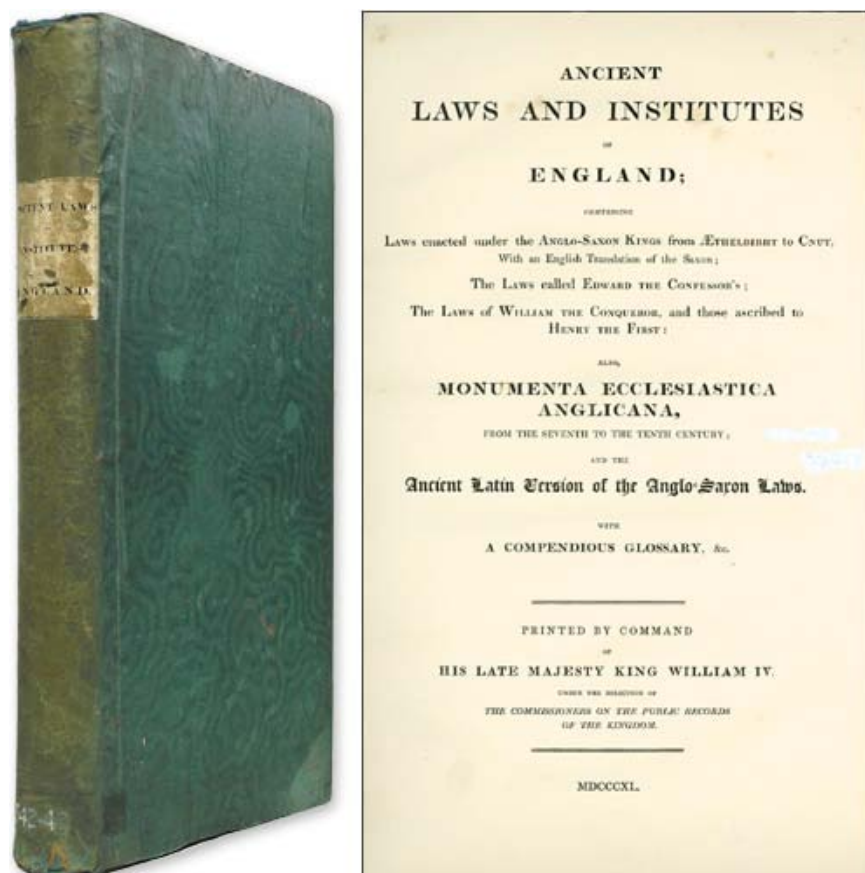 ANCIENT LAWS
INSTITUTES
ENGLAND.
42-4
ANCIENT
LAWS AND INSTITUTES
OF
ENGLAND;
COMPRISING
LAWS ENACTED UNDER THE ANGLO-SAXON KINGS FROM ÆTHELBIRHT TO CNUT,
With an English Translation of the Saxon;
The Laws called EDWARD THE CONFESSOR'S;
The Laws of WILLIAM THE CONQUEROR, and those ascribed to
HENRY THE FIRST:
ALSO,
MONUMENTA ECCLESIASTICA
ANGLICANA,
FROM THE SEVENTH TO THE TENTH CENTURY;
AND THE
Ancient Latin Version of the Anglo-Saxon Laws.
WITH
A COMPENDIOUS GLOSSARY, &c.
PRINTED BY COMMAND
OF
HIS LATE MAJESTY KING WILLIAM IV.
UNDER THE DIRECTION OF
THE COMMISSIONERS ON THE PUBLIC RECORDS
OF THE KINGDOM.
MDCCCXL.